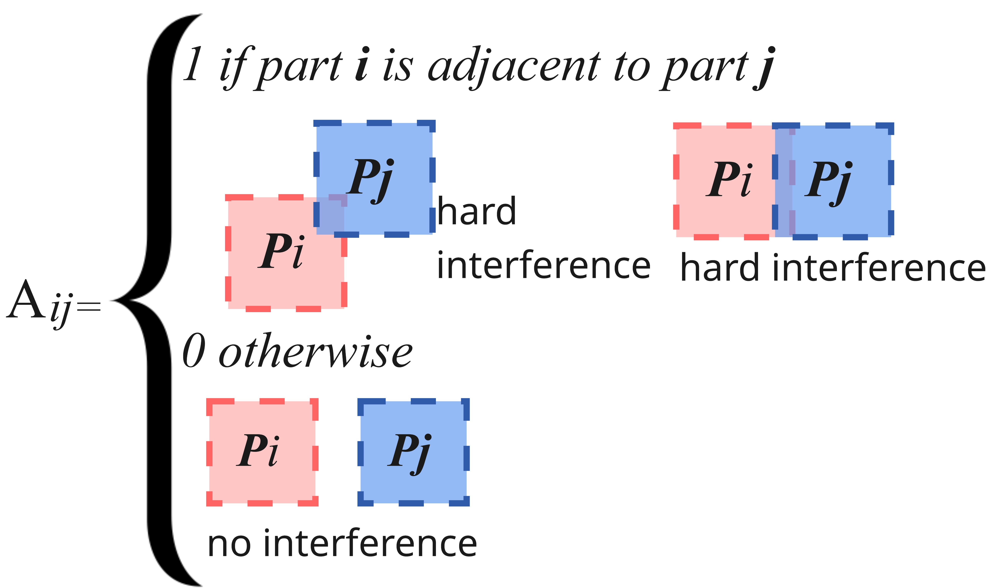 1 if part i is adjacent to part j
Pj
Pi
hard
interference
Pi
Pj
hard interference
A ij=
0 otherwise
Pi
Pj
no interference